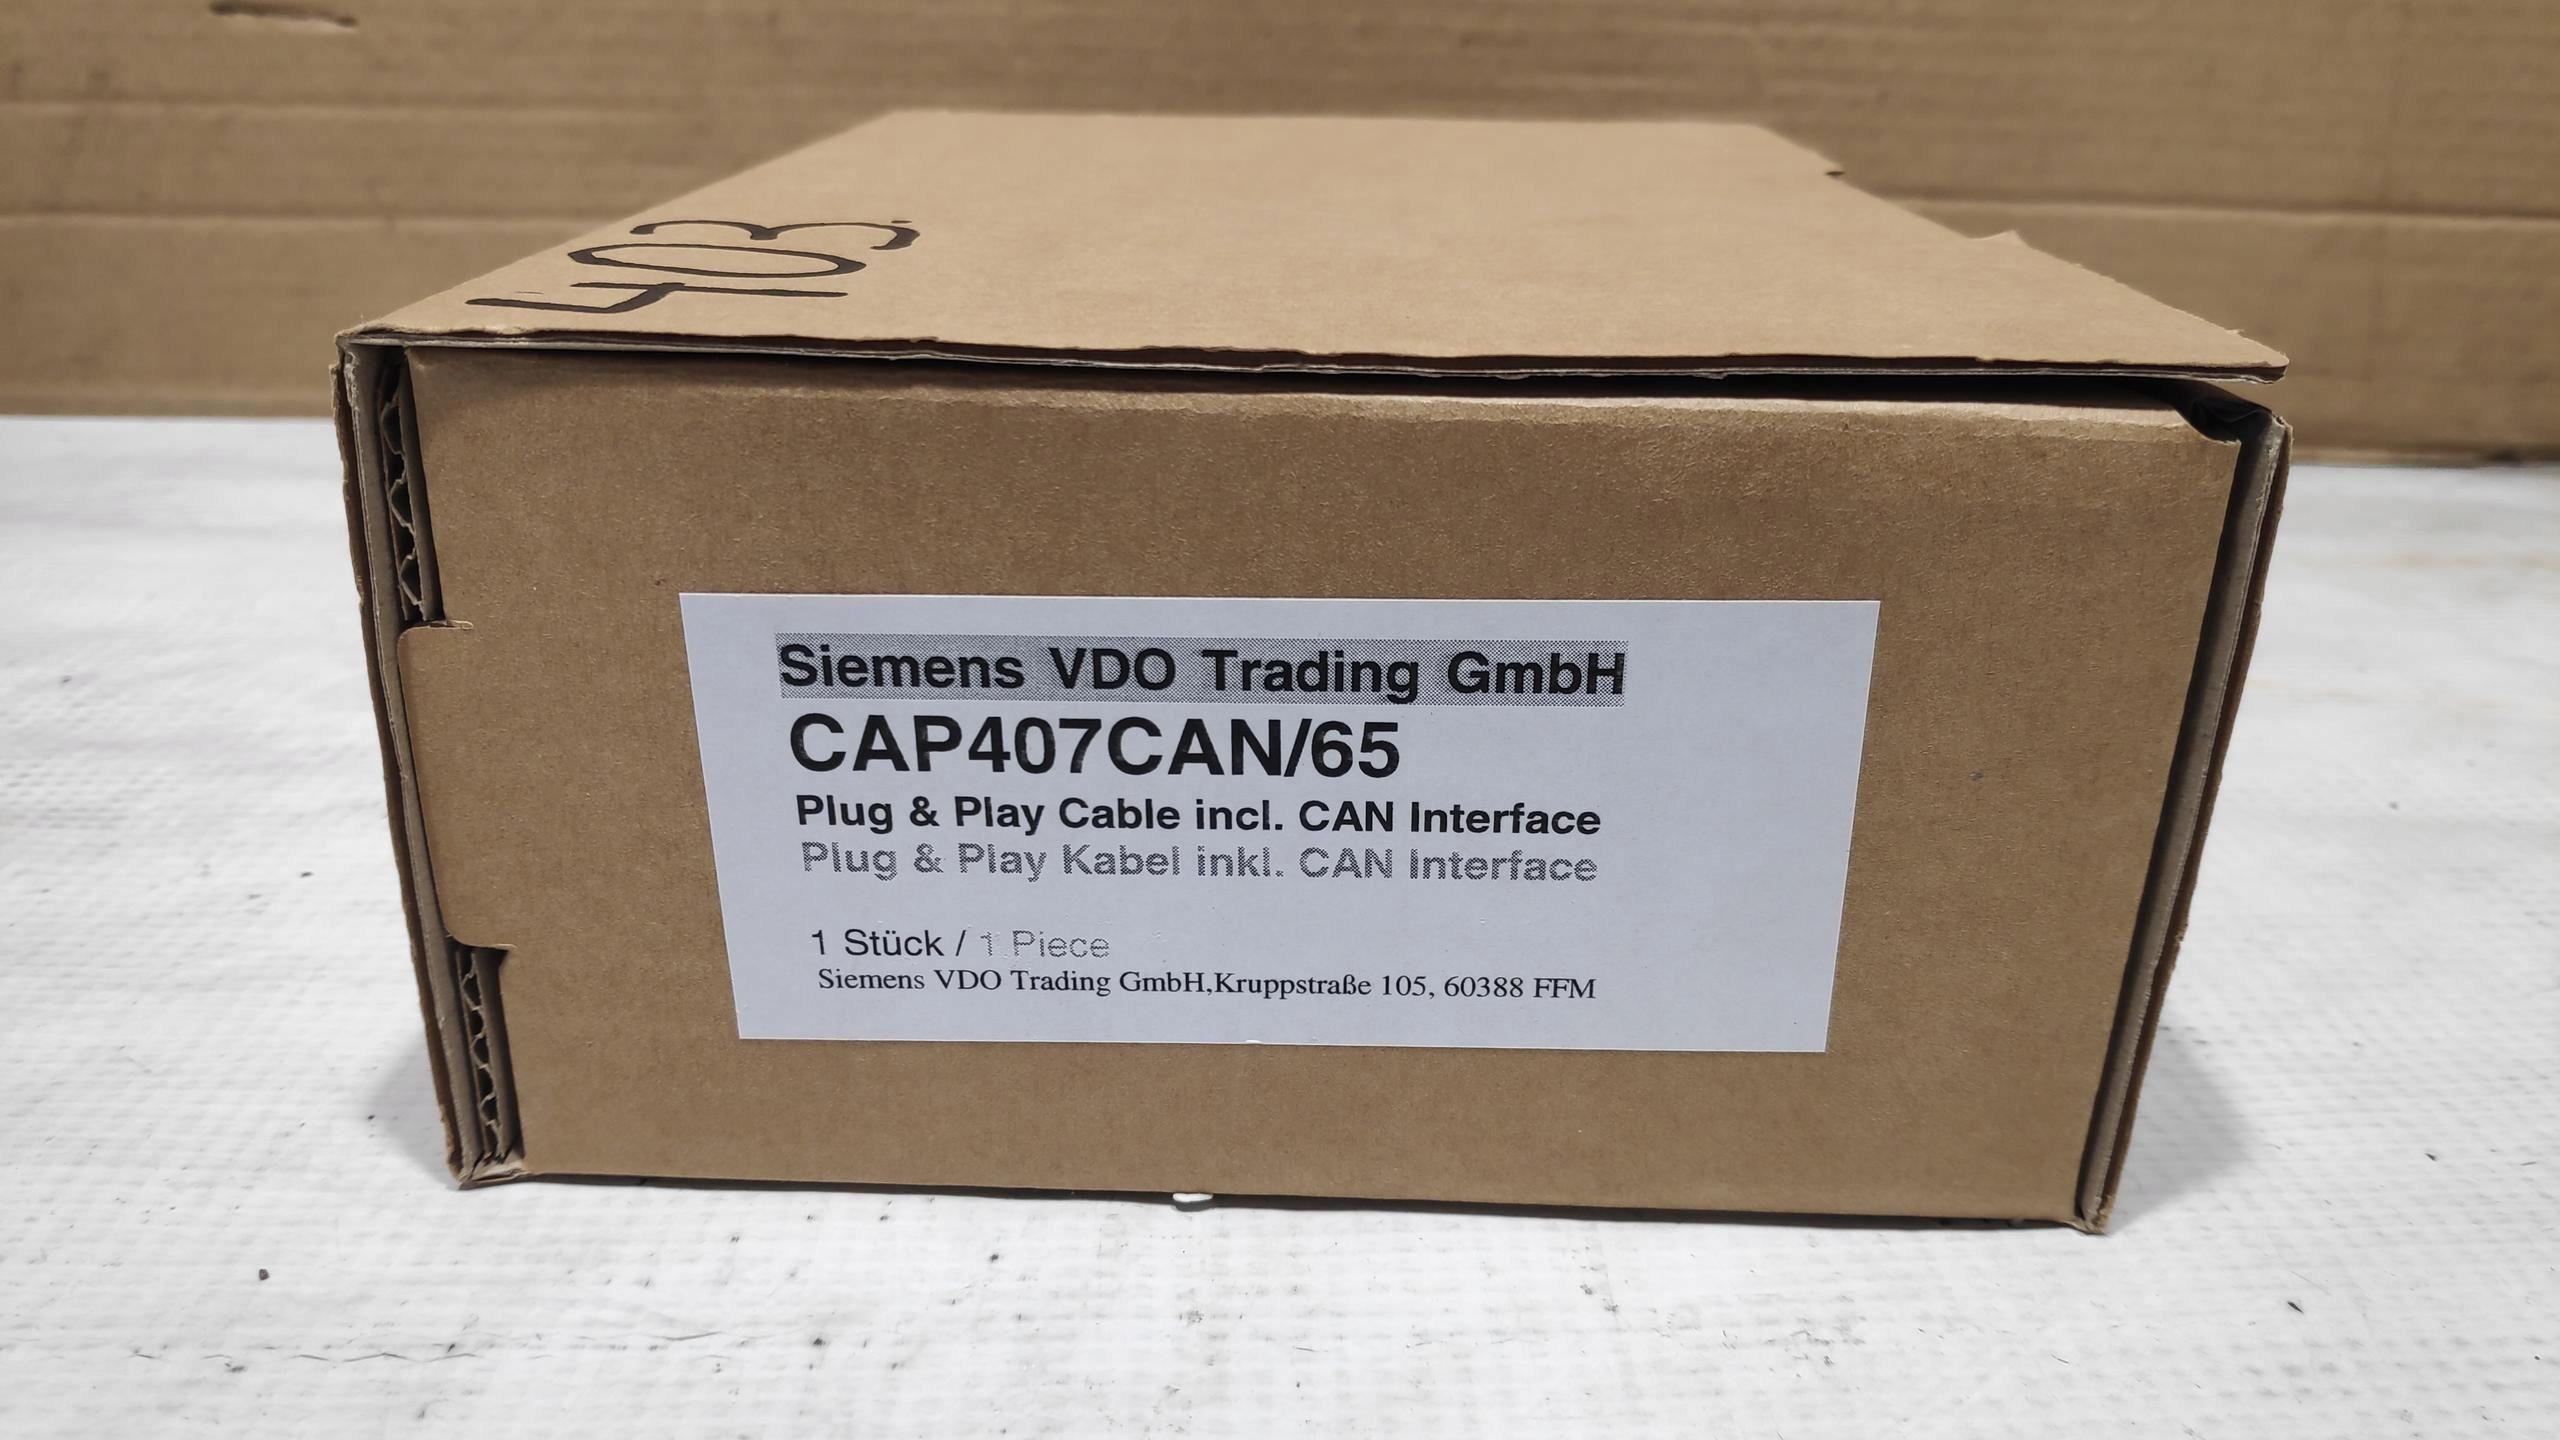 403.
Siemens VDO Trading GmbH
CAP407CAN/65
Plug & Play Cable incl. CAN Interface
Plug & Play Kabel inkl. CAN Interface
1 Stück / 1 Piece
Siemens VDO Trading GmbH,Kruppstraße 105, 60388 FFM